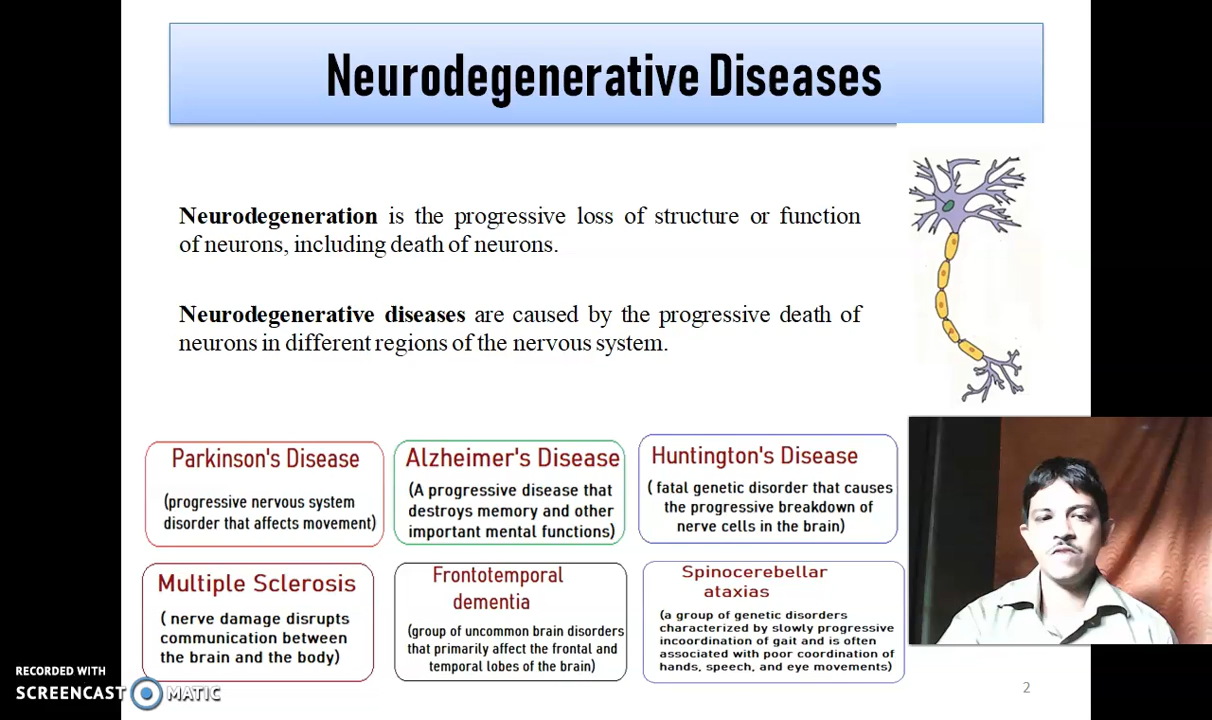 Neurodegenerative Diseases
Neurodegeneration is the progressive loss of structure or function
of neurons, including death of neurons.
Neurodegenerative diseases are caused by the progressive death of
neurons in different regions of the nervous system.
Parkinson's Disease
(progressive nervous system
disorder that affects movement)
Alzheimer's Disease
(A progressive disease that
destroys memory and other
important mental functions)
Huntington's Disease
( fatal genetic disorder that causes
the progressive breakdown of
nerve cells in the brain)
Multiple Sclerosis
( nerve damage disrupts
communication between
the brain and the body)
Frontotemporal
dementia
(group of uncommon brain disorders
that primarily affect the frontal and
temporal lobes of the brain)
Spinocerebellar
ataxias
(a group of genetic disorders
characterized by slowly progressive
incoordination of gait and is often
associated with poor coordination of
hands, speech, and eye movements)
RECORDED WITH
SCREENCAST MATIC
2